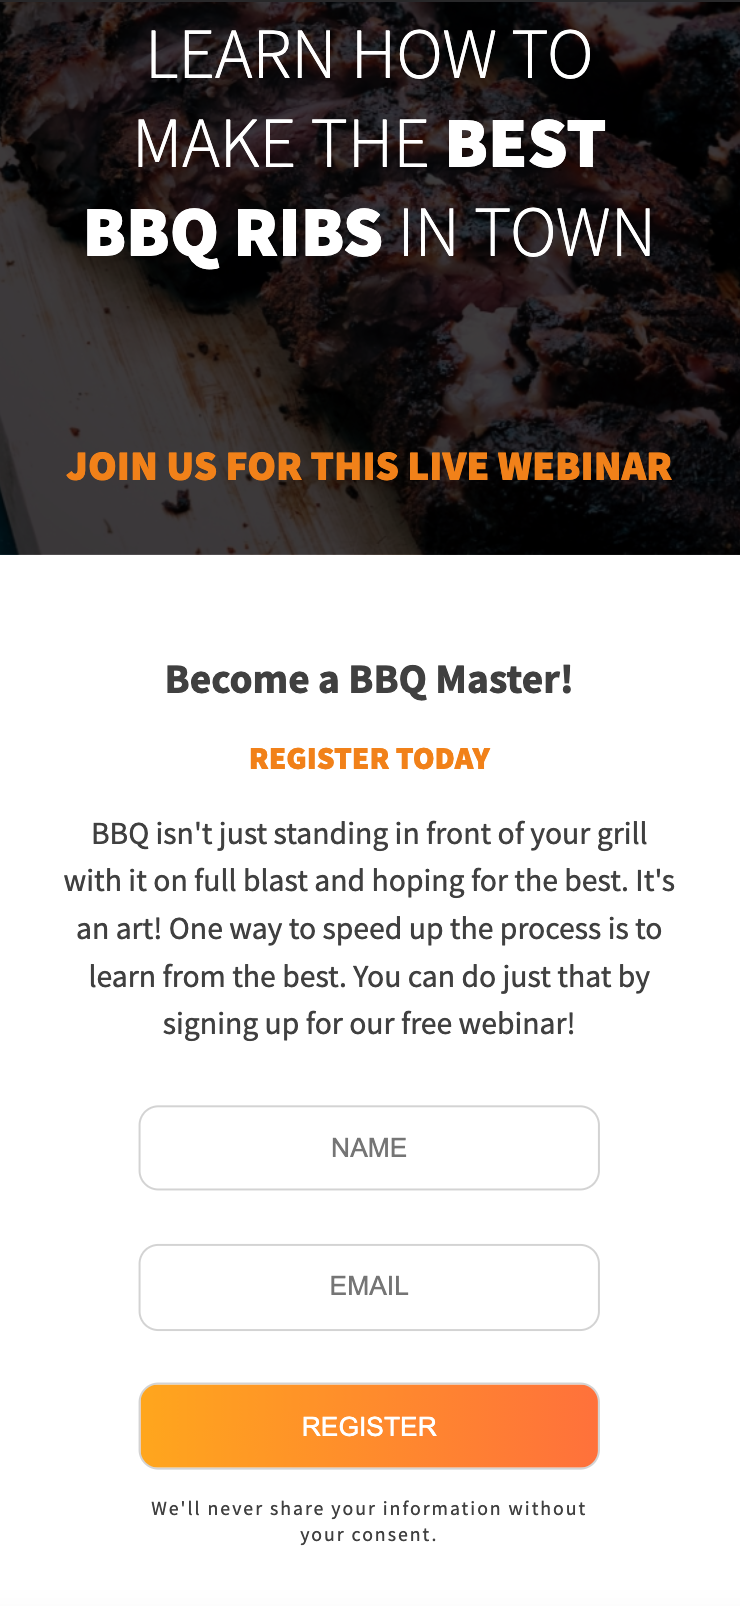 LEARN HOW TO
MAKE THE BEST
BBQ RIBS IN TOWN
JOIN US FOR THIS LIVE WEBINAR
Become a BBQ Master!
REGISTER TODAY
BBQ isn't just standing in front of your grill
with it on full blast and hoping for the best. It's
an art! One way to speed up the process is to
learn from the best. You can do just that by
signing up for our free webinar!
NAME
EMAIL
REGISTER
We'll never share your information without
your consent.